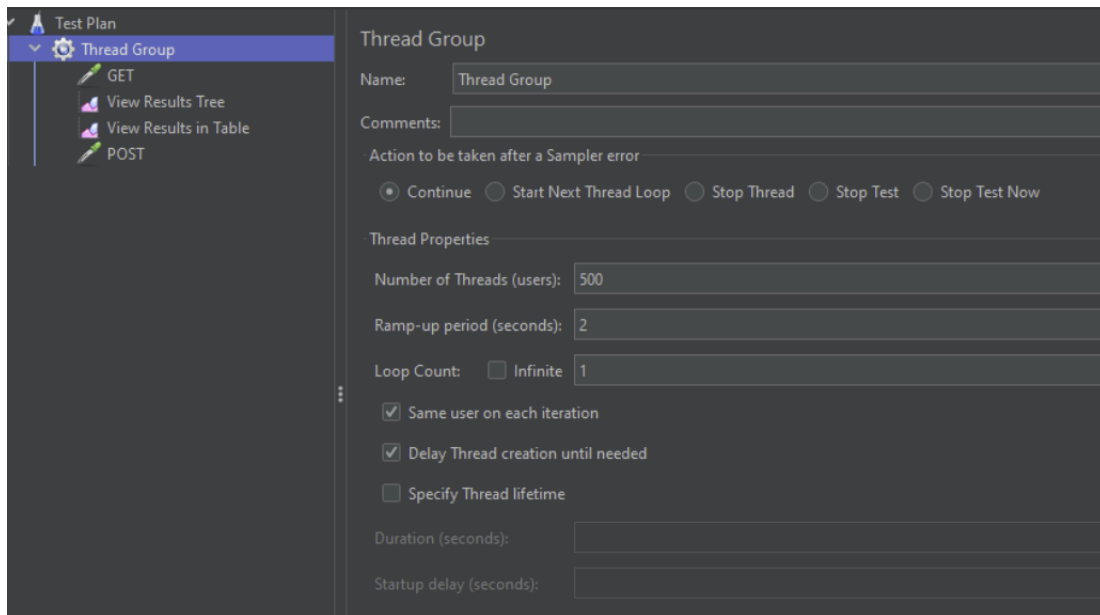 Test Plan
Thread Group
GET
View Results Tree
View Results in Table
POST
Thread Group
Name: Thread Group
Comments:
Action to be taken after a Sampler error
Continue Start Next Thread Loop Stop Thread Stop Test Stop Test Now
Thread Properties
Number of Threads (users): 500
Ramp-up period (seconds): 2
Loop Count: Infinite 1
Same user on each iteration
Delay Thread creation until needed
Specify Thread lifetime
Duration (seconds):
Startup delay (seconds):